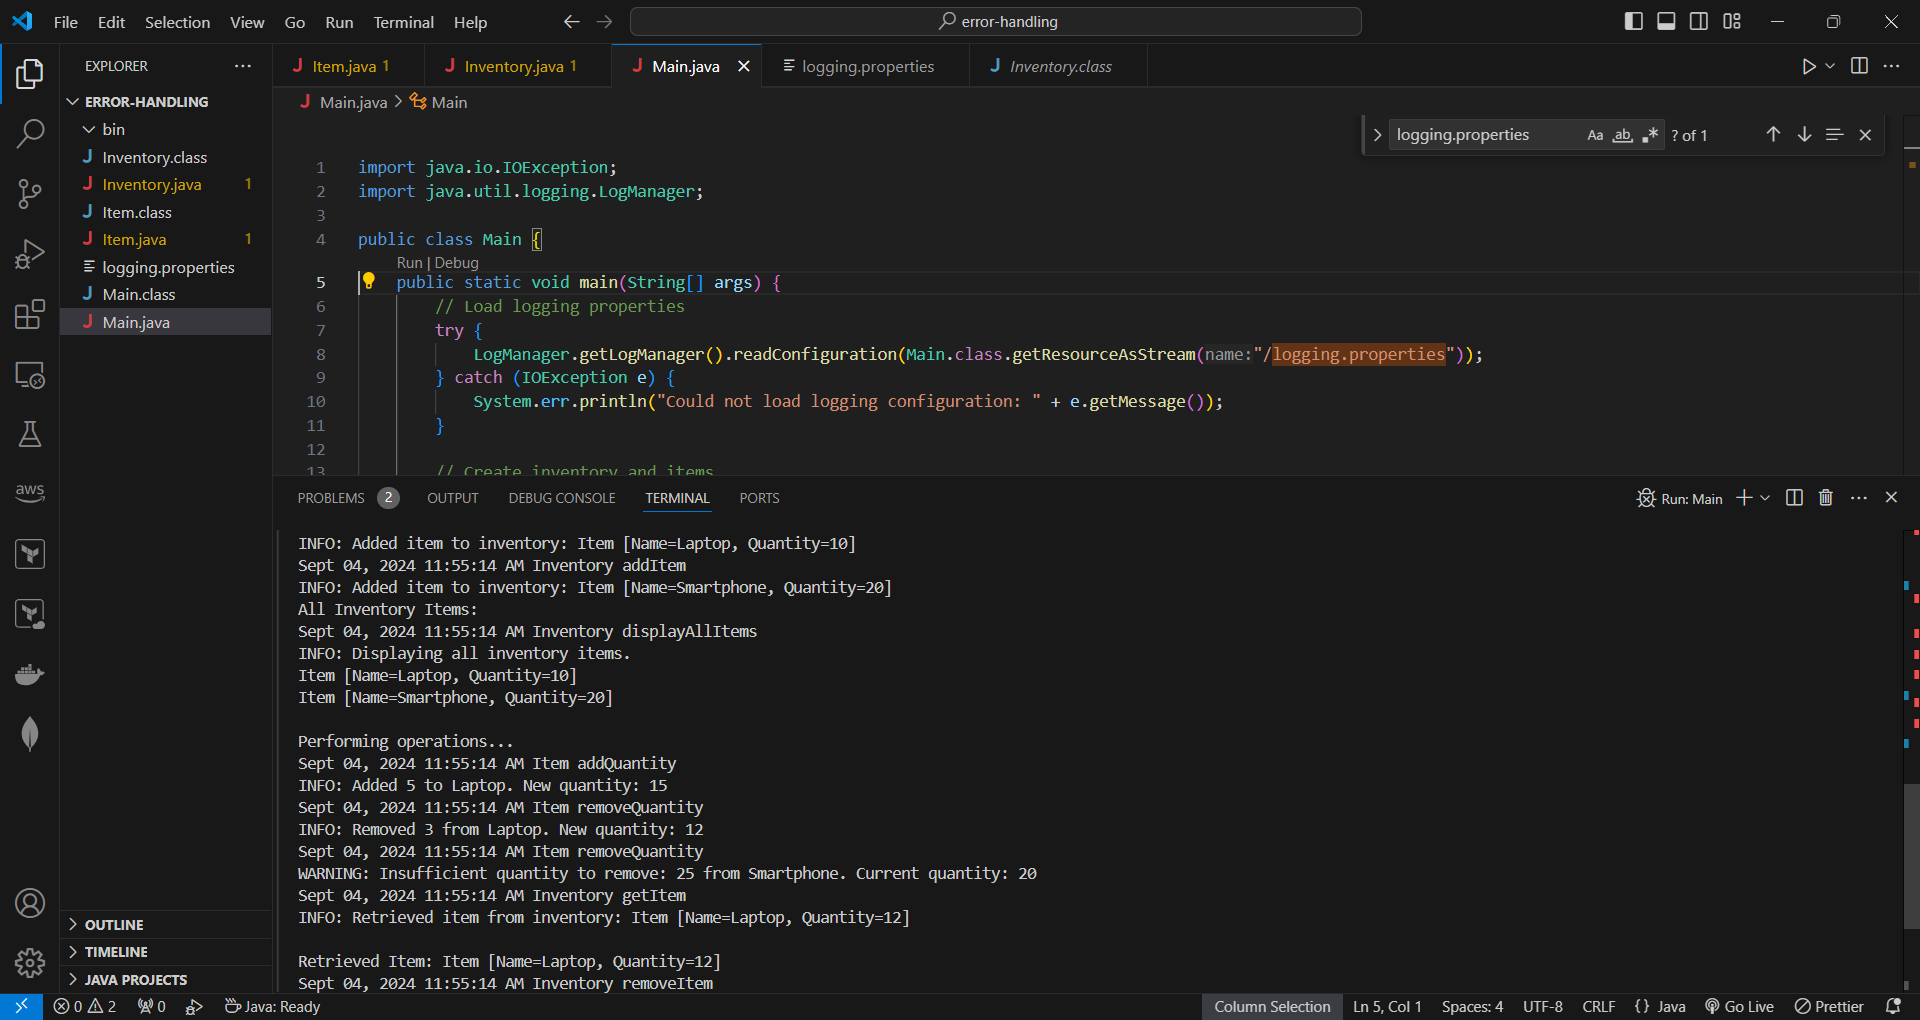 File Edit Selection View Go Run Terminal Help
error-handling
EXPLORER
Item.java 1
Inventory.java 1
Main.java
logging.properties
Inventory.class
ERROR-HANDLING
bin
Inventory.class
Inventory.java 1
Item.class
Item.java 1
logging.properties
Main.class
Main.java
aws
OUTLINE
TIMELINE
JAVA PROJECTS
Main.java > Main
logging.properties Aa ab ? of 1
1 import java.io.IOException;
2 import java.util.logging.LogManager;
3
4 public class Main {
Run | Debug
5 public static void main(String[] args) {
6 // Load logging properties
7 try {
8 LogManager.getLogManager().readConfiguration(Main.class.getResourceAsStream(name:"/logging.properties"));
9 } catch (IOException e) {
10 System.err.println("Could not load logging configuration: " + e.getMessage());
11 }
12
13 // Create inventory and items
PROBLEMS 2 OUTPUT DEBUG CONSOLE TERMINAL PORTS
Run: Main
INFO: Added item to inventory: Item [Name=Laptop, Quantity=10]
Sept 04, 2024 11:55:14 AM Inventory addItem
INFO: Added item to inventory: Item [Name=Smartphone, Quantity=20]
All Inventory Items:
Sept 04, 2024 11:55:14 AM Inventory displayAllItems
INFO: Displaying all inventory items.
Item [Name=Laptop, Quantity=10]
Item [Name=Smartphone, Quantity=20]
Performing operations...
Sept 04, 2024 11:55:14 AM Item addQuantity
INFO: Added 5 to Laptop. New quantity: 15
Sept 04, 2024 11:55:14 AM Item removeQuantity
INFO: Removed 3 from Laptop. New quantity: 12
Sept 04, 2024 11:55:14 AM Item removeQuantity
WARNING: Insufficient quantity to remove: 25 from Smartphone. Current quantity: 20
Sept 04, 2024 11:55:14 AM Inventory getItem
INFO: Retrieved item from inventory: Item [Name=Laptop, Quantity=12]
Retrieved Item: Item [Name=Laptop, Quantity=12]
Sept 04, 2024 11:55:14 AM Inventory removeItem
0 2 0 Java: Ready
Column Selection Ln 5, Col 1 Spaces: 4 UTF-8 CRLF {} Java Go Live Prettier